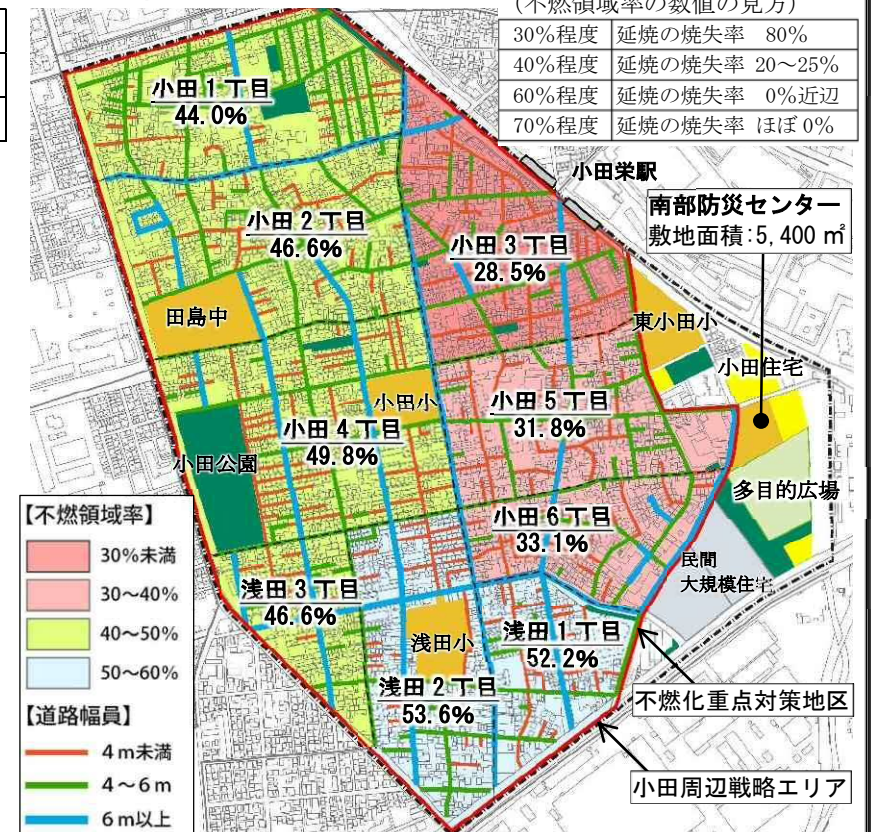 (不燃領域率の数値の見方)
30%程度 延焼の焼失率 80%
40%程度 延焼の焼失率 20～25%
60%程度 延焼の焼失率 0%近辺
70%程度 延焼の焼失率 ほぼ0%
小田1丁目
44.0%
小田栄駅
南部防災センター
敷地面積:5,400㎡
小田2丁目
46.6%
小田3丁目
28.5%
田島中
東小田小
小田住宅
小田小
小田5丁目
31.8%
小田4丁目
49.8%
小田公園
多目的広場
小田6丁目
33.1%
民間
大規模住宅
浅田3丁目
46.6%
浅田小
浅田1丁目
52.2%
浅田2丁目
53.6%
不燃化重点対策地区
小田周辺戦略エリア
【不燃領域率】
30%未満
30～40%
40～50%
50～60%
【道路幅員】
4m未満
4～6m
6m以上